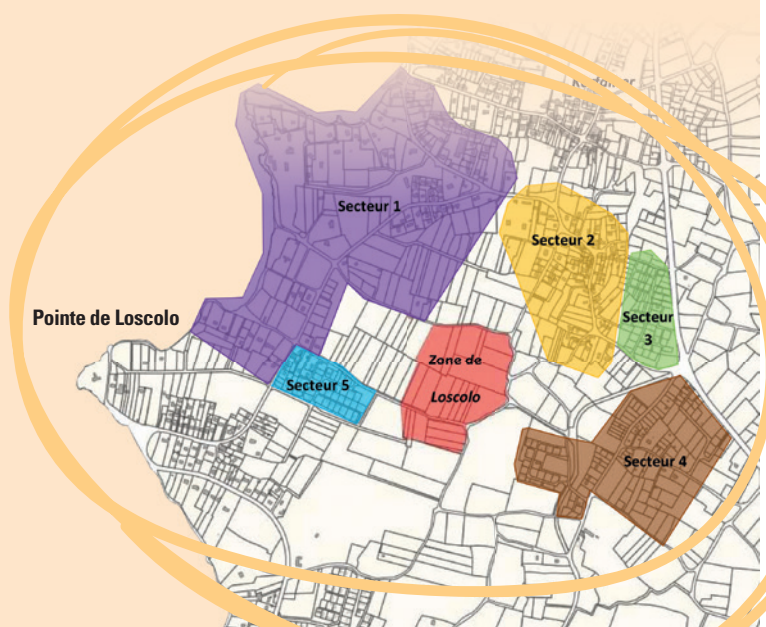 Secteur 1
Secteur 2
Pointe de Loscolo
Secteur
3
Zone de
Loscolo
Secteur 5
Secteur 4